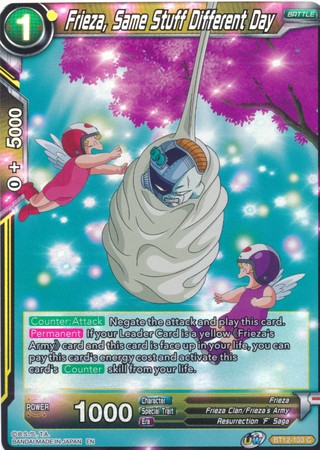 1
Frieza, Same Stuff Different Day
BATTLE
0 + 5000
Counter:Attack Negate the attack and play this card.
Permanent If your Leader Card is a yellow 《Frieza's
Army》 card and this card is face up in your life, you can
pay this card's energy cost and activate this
card's Counter skill from your life.
POWER
1000
Character Frieza
Special Trait Frieza Clan/Frieza's Army
Era Resurrection 'F' Saga
©B.S./S.,T.A.
BANDAI MADE IN JAPAN EN
BT12-103 C